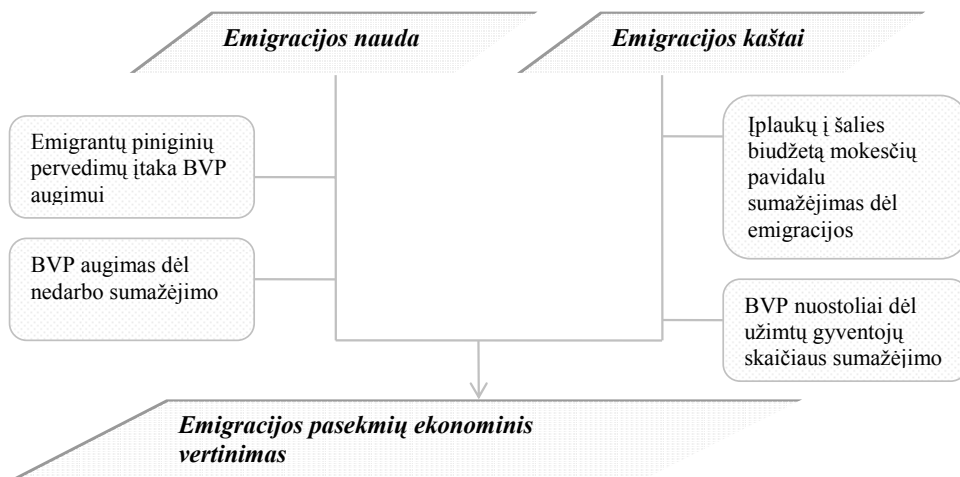 Emigracijos nauda
Emigracijos kaštai
Emigrantų piniginių
pervedimų įtaka BVP
augimui
BVP augimas dėl
nedarbo sumažėjimo
Įplaukų į šalies
biudžetą mokesčių
pavidalu
sumažėjimas dėl
emigracijos
BVP nuostoliai dėl
užimtų gyventojų
skaičiaus sumažėjimo
Emigracijos pasekmių ekonominis
vertinimas